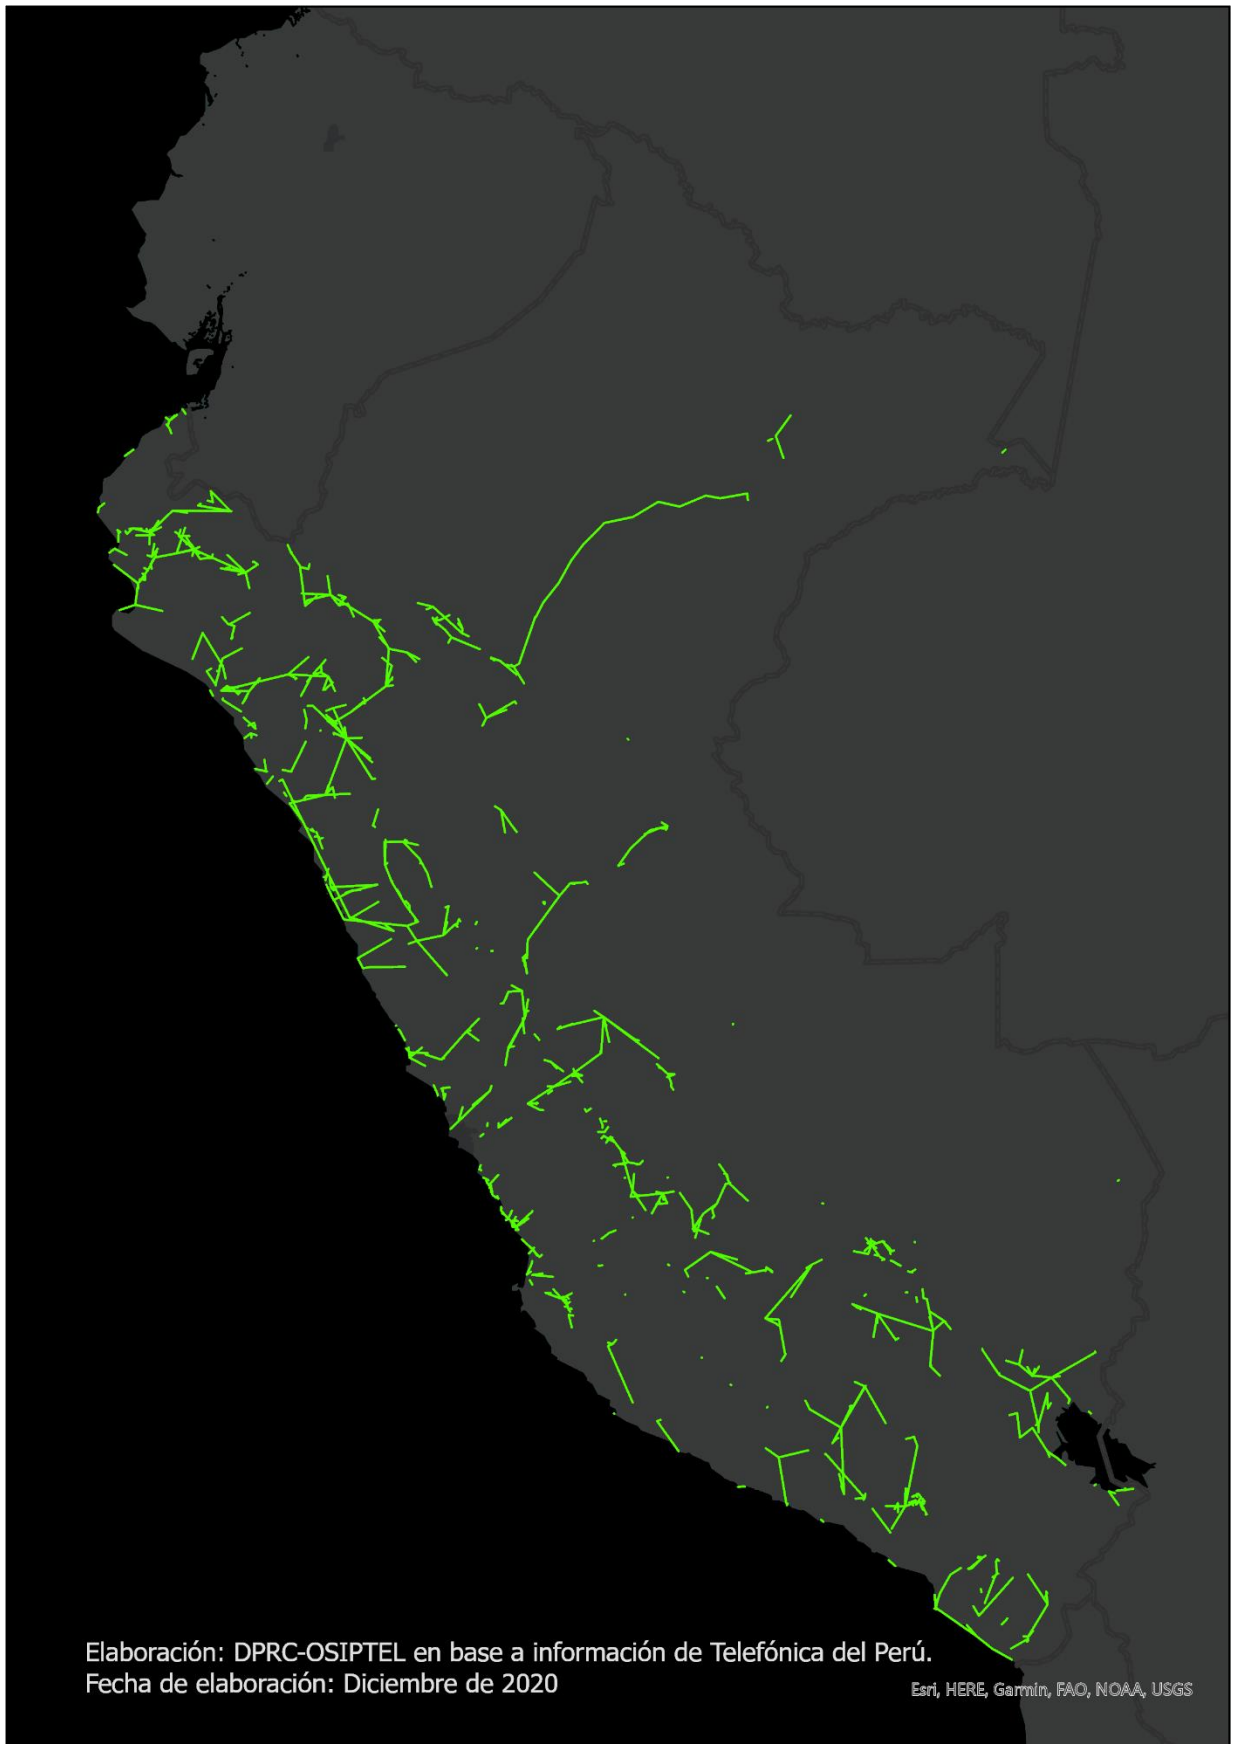 Elaboración: DPRC-OSIPTEL en base a información de Telefónica del Perú.
Fecha de elaboración: Diciembre de 2020
Esri, HERE, Garmin, FAO, NOAA, USGS